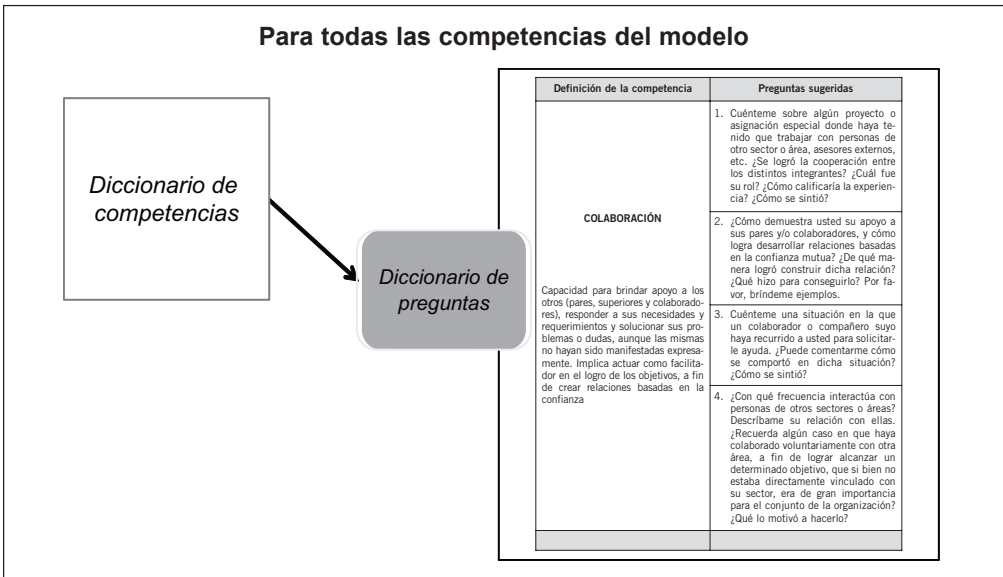 Para todas las competencias del modelo
Diccionario de
competencias
Diccionario de
preguntas
Definición de la competencia
Preguntas sugeridas
COLABORACIÓN
Capacidad para brindar apoyo a los
otros (pares, superiores y colaborado-
res), responder a sus necesidades y
requerimientos y solucionar sus pro-
blemas o dudas, aunque las mismas
no hayan sido manifestadas expresa-
mente. Implica actuar como facilita-
dor en el logro de los objetivos, a fin
de crear relaciones basadas en la
confianza
1. Cuénteme sobre algún proyecto o
asignación especial donde haya te-
nido que trabajar con personas de
otro sector o área, asesores externos,
etc. ¿Se logró la cooperación entre
los distintos integrantes? ¿Cuál fue
su rol? ¿Cómo calificaría la experien-
cia? ¿Cómo se sintió?
2. ¿Cómo demuestra usted su apoyo a
sus pares y/o colaboradores, y cómo
logra desarrollar relaciones basadas
en la confianza mutua? ¿De qué ma-
nera logró construir dicha relación?
¿Qué hizo para conseguirlo? Por fa-
vor, bríndeme ejemplos.
3. Cuénteme una situación en la que
un colaborador o compañero suyo
haya recurrido a usted para solicitar-
le ayuda. ¿Puede comentarme cómo
se comportó en dicha situación?
¿Cómo se sintió?
4. ¿Con qué frecuencia interactúa con
personas de otros sectores o áreas?
Descríbame su relación con ellas.
¿Recuerda algún caso en que haya
colaborado voluntariamente con otra
área, a fin de lograr alcanzar un
determinado objetivo, que si bien no
estaba directamente vinculado con
su sector, era de gran importancia
para el conjunto de la organización?
¿Qué lo motivó a hacerlo?